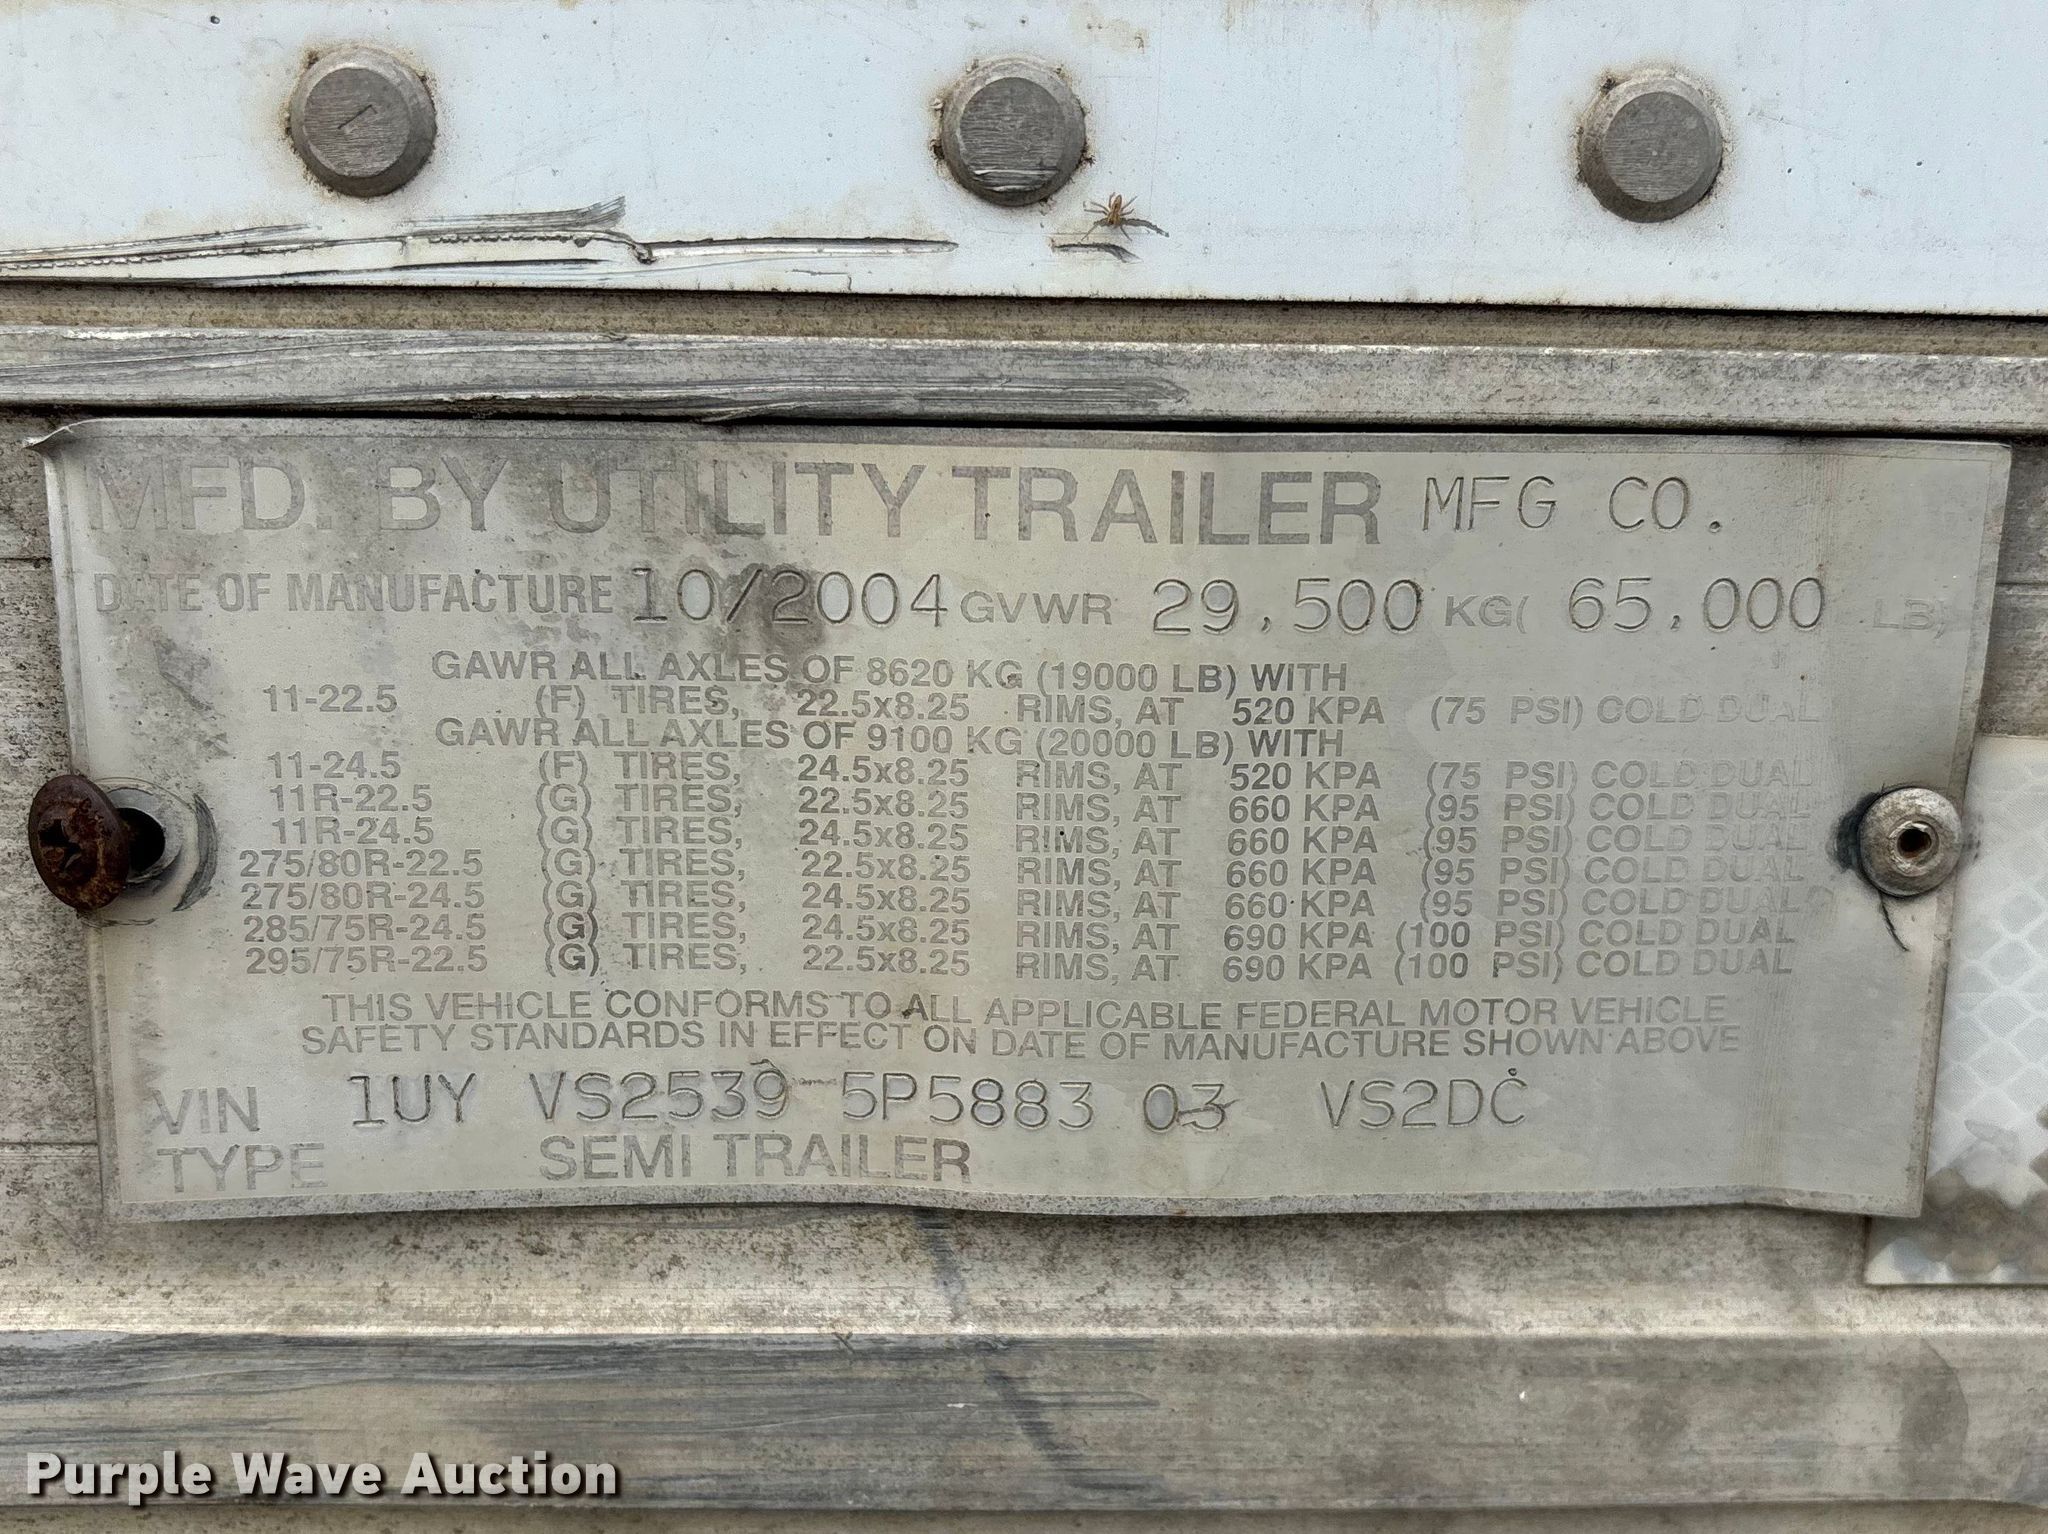 MFD. BY UTILITY TRAILER MFG CO.
DATE OF MANUFACTURE 10/2004 GVWR 29,500 KG( 65,000 LB)
GAWR ALL AXLES OF 8620 KG (19000 LB) WITH
11-22.5 (F) TIRES, 22.5x8.25 RIMS, AT 520 KPA (75 PSI) COLD DUAL
GAWR ALL AXLES OF 9100 KG (20000 LB) WITH
11-24.5 (F) TIRES, 24.5x8.25 RIMS, AT 520 KPA (75 PSI) COLD DUAL
11R-22.5 (G) TIRES, 22.5x8.25 RIMS, AT 660 KPA (95 PSI) COLD DUAL
11R-24.5 (G) TIRES, 24.5x8.25 RIMS, AT 660 KPA (95 PSI) COLD DUAL
275/80R-22.5 (G) TIRES, 22.5x8.25 RIMS, AT 660 KPA (95 PSI) COLD DUAL
275/80R-24.5 (G) TIRES, 24.5x8.25 RIMS, AT 660 KPA (95 PSI) COLD DUAL
285/75R-24.5 (G) TIRES, 24.5x8.25 RIMS, AT 690 KPA (100 PSI) COLD DUAL
295/75R-22.5 (G) TIRES, 22.5x8.25 RIMS, AT 690 KPA (100 PSI) COLD DUAL
THIS VEHICLE CONFORMS TO ALL APPLICABLE FEDERAL MOTOR VEHICLE
SAFETY STANDARDS IN EFFECT ON DATE OF MANUFACTURE SHOWN ABOVE
VIN 1UY VS2539 5P5883 03 VS2DC
TYPE SEMI TRAILER
Purple Wave Auction